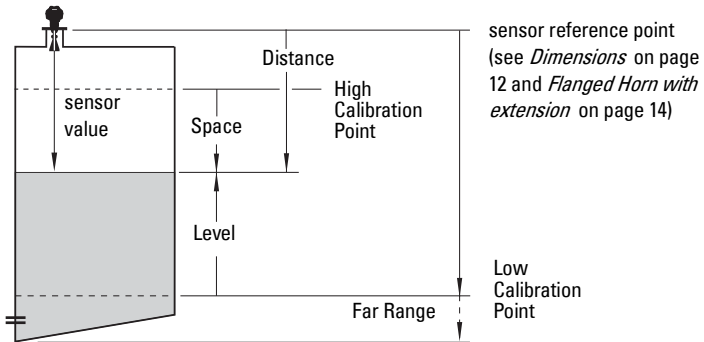 sensor reference point
(see Dimensions on page
12 and Flanged Horn with
extension on page 14)
Distance
High
Calibration
Point
sensor
value
Space
Level
Low
Calibration
Point
Far Range